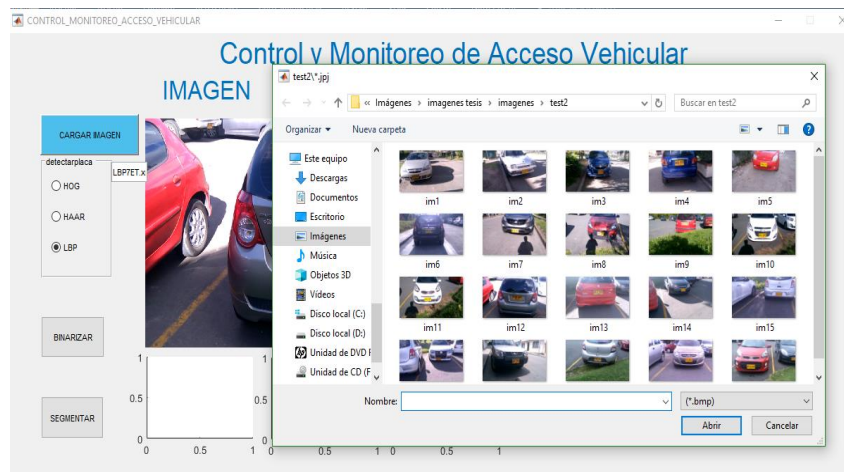 CONTROL_MONITOREO_ACCESO_VEHICULAR
Control y Monitoreo de Acceso Vehicular
IMAGEN
CARGAR IMAGEN
detectarplaca
LBP7ET.x
HOG
HAAR
LBP
BINARIZAR
SEGMENTAR
1
0.5
0
0 0.5 1
1
0.5
0
0 0.5 1
0 0.5 1
test2\*.jpj
« Imágenes › imagenes tesis › imagenes › test2
Buscar en test2
Organizar
Nueva carpeta
Este equipo
Descargas
Documentos
Escritorio
Imágenes
Música
Objetos 3D
Vídeos
Disco local (C:)
Disco local (D:)
Unidad de DVD F
Unidad de CD (F
im1 im2 im3 im4 im5
im6 im7 im8 im9 im10
im11 im12 im13 im14 im15
Nombre:
(*.bmp)
Abrir
Cancelar